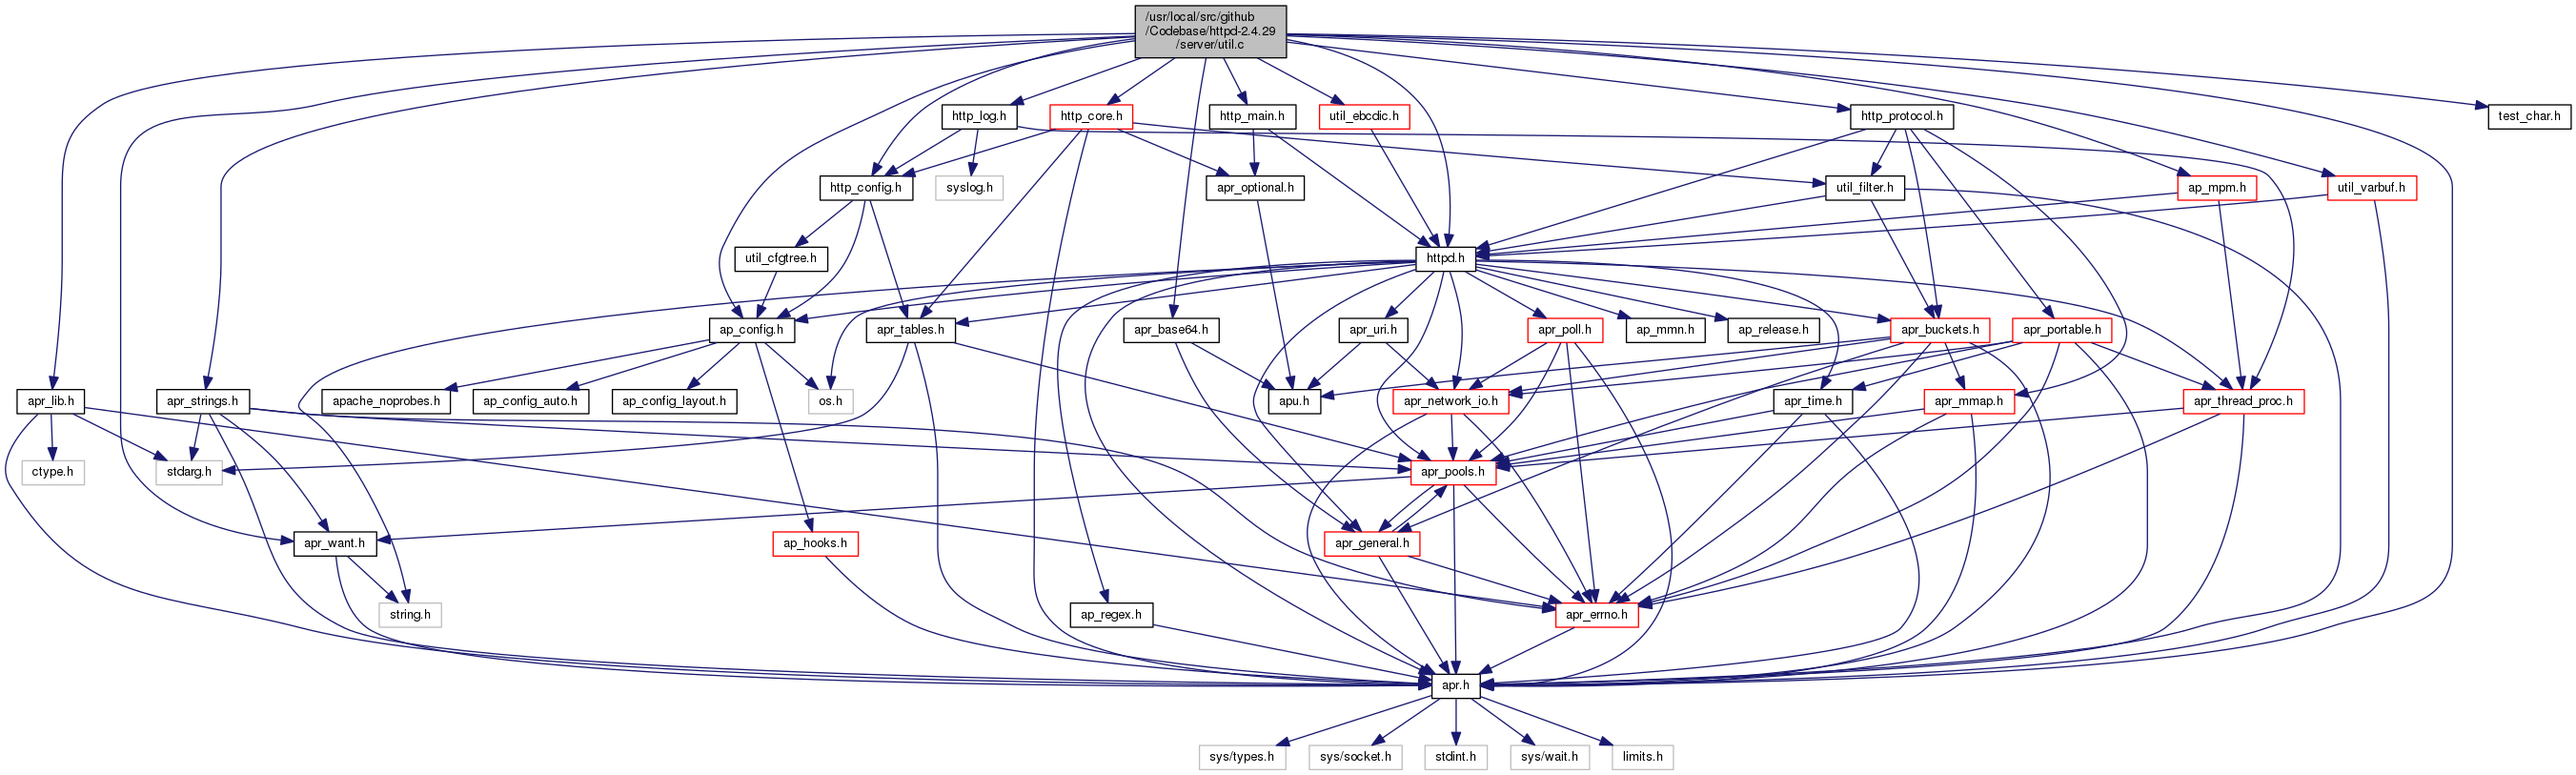 /usr/local/src/github
/Codebase/httpd-2.4.29
/server/util.c
http_log.h
http_core.h
http_main.h
util_ebcdic.h
http_protocol.h
test_char.h
http_config.h
syslog.h
apr_optional.h
util_filter.h
ap_mpm.h
util_varbuf.h
util_cfgtree.h
httpd.h
ap_config.h
apr_tables.h
apr_base64.h
apr_uri.h
apr_poll.h
ap_mmn.h
ap_release.h
apr_buckets.h
apr_portable.h
apr_lib.h
apr_strings.h
apache_noprobes.h
ap_config_auto.h
ap_config_layout.h
os.h
apu.h
apr_network_io.h
apr_time.h
apr_mmap.h
apr_thread_proc.h
ctype.h
stdarg.h
apr_pools.h
apr_want.h
ap_hooks.h
apr_general.h
string.h
ap_regex.h
apr_errno.h
apr.h
sys/types.h
sys/socket.h
stdint.h
sys/wait.h
limits.h